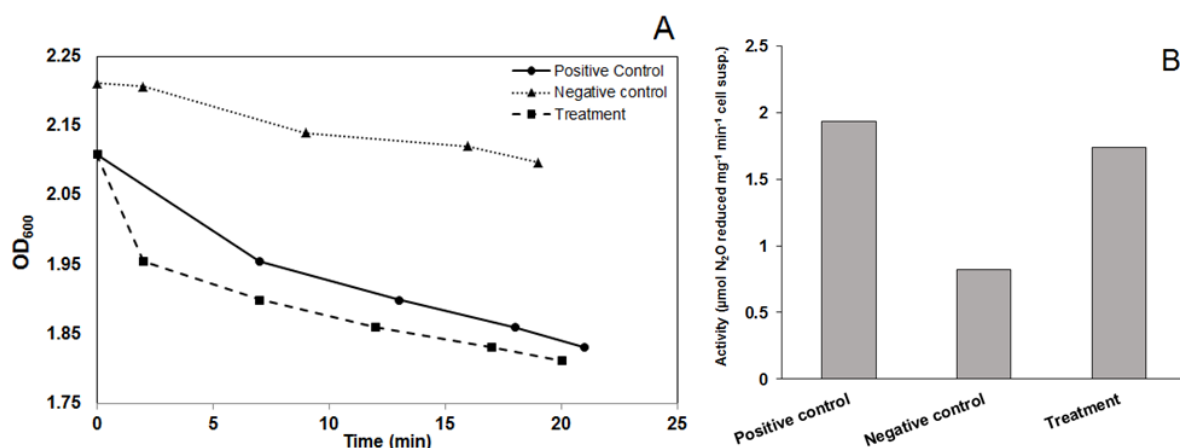 A
2.25
2.15
2.05
1.95
1.85
1.75
OD600
Positive Control
Negative control
Treatment
0
5
10
15
20
25
Time (min)
B
2.5
2
1.5
1
0.5
0
Activity (µmol N2O reduced mg-1 min-1 cell susp.)
Positive control
Negative control
Treatment